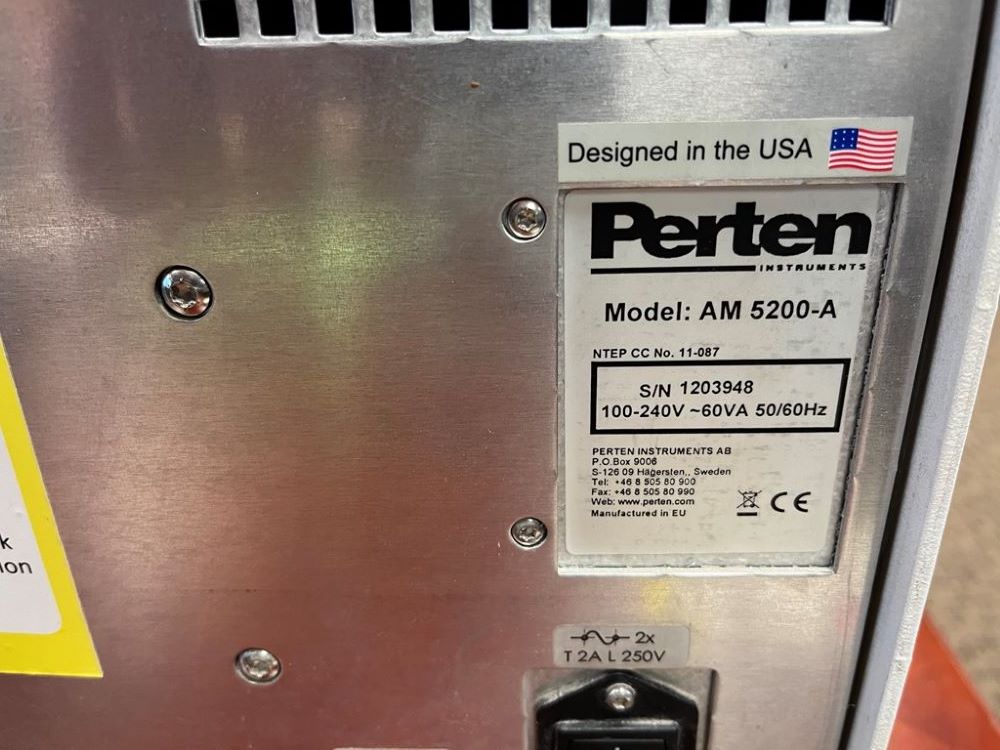 Designed in the USA
Perten
INSTRUMENTS
Model: AM 5200-A
NTEP CC No. 11-087
S/N 1203948
100-240V ~60VA 50/60Hz
PERTEN INSTRUMENTS AB
P.O.Box 9006
S-126 09 Hägersten,, Sweden
Tel: +46 8 505 80 900
Fax: +46 8 505 80 990
Web: www.perten.com
Manufactured in EU
CE
k
ion
2x
T 2A L 250V